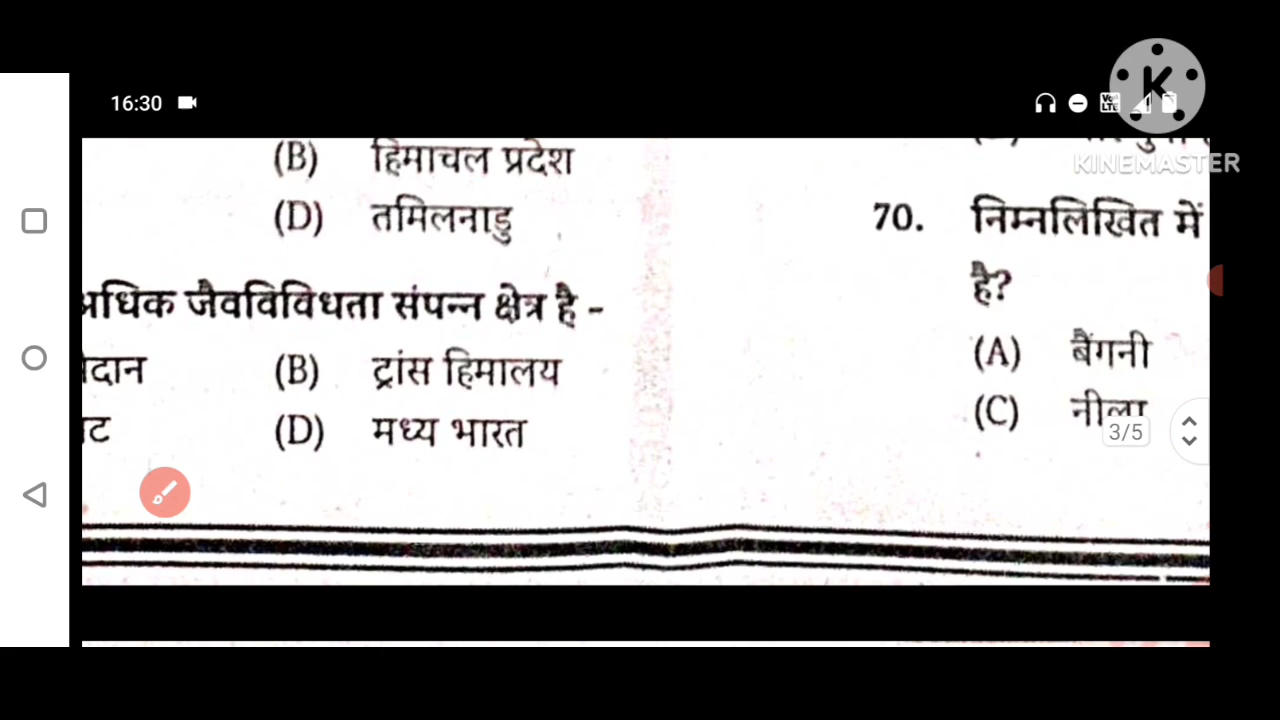 16:30
VoLTE
K
KINEMASTER
(B) हिमाचल प्रदेश
(D) तमिलनाडु
अधिक जैवविविधता संपन्न क्षेत्र है -
(B) ट्रांस हिमालय
(D) मध्य भारत
70. निम्नलिखित में
है?
(A) बैंगनी
(C) नीला
3/5